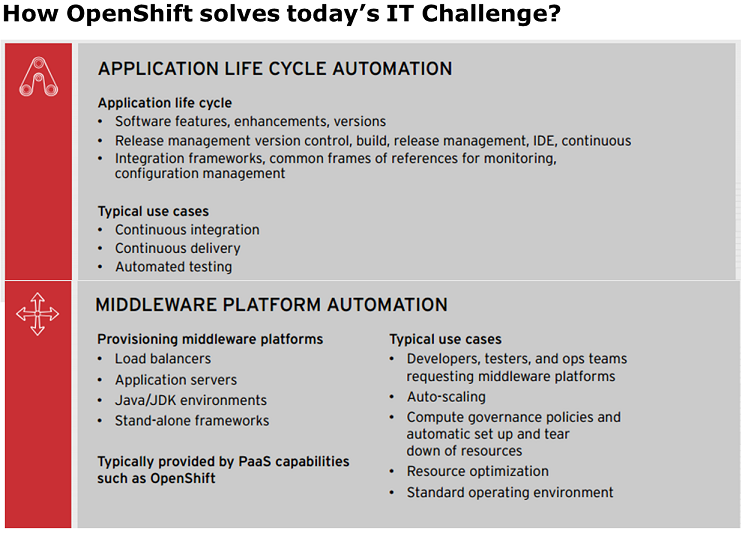 How OpenShift solves today's IT Challenge?
APPLICATION LIFE CYCLE AUTOMATION
Application life cycle
• Software features, enhancements, versions
• Release management version control, build, release management, IDE, continuous
• Integration frameworks, common frames of references for monitoring,
configuration management
Typical use cases
• Continuous integration
• Continuous delivery
• Automated testing
MIDDLEWARE PLATFORM AUTOMATION
Provisioning middleware platforms
• Load balancers
• Application servers
• Java/JDK environments
• Stand-alone frameworks
Typically provided by PaaS capabilities
such as OpenShift
Typical use cases
• Developers, testers, and ops teams
requesting middleware platforms
• Auto-scaling
• Compute governance policies and
automatic set up and tear
down of resources
• Resource optimization
• Standard operating environment